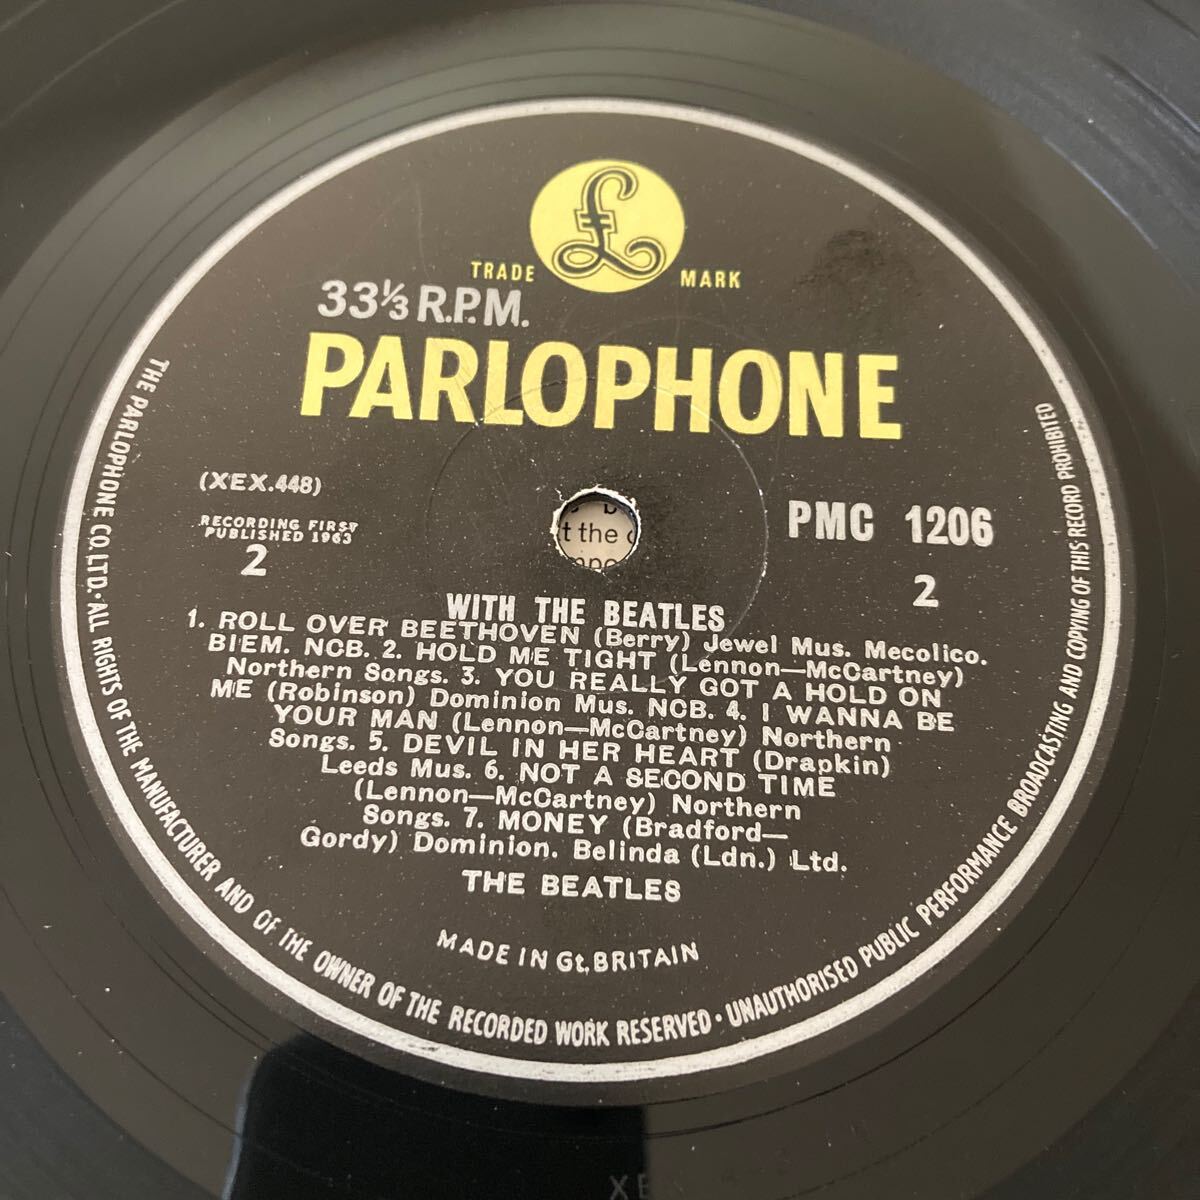 £
TRADE MARK
33⅓ R.P.M.
PARLOPHONE
(XEX.448)
RECORDING FIRST
PUBLISHED 1963
2
PMC 1206
2
t the
WITH THE BEATLES
1. ROLL OVER BEETHOVEN (Berry) Jewel Mus. Mecolico.
BIEM. NCB. 2. HOLD ME TIGHT (Lennon—McCartney)
Northern Songs. 3. YOU REALLY GOT A HOLD ON
ME (Robinson) Dominion Mus. NCB. 4. I WANNA BE
YOUR MAN (Lennon—McCartney) Northern
Songs. 5. DEVIL IN HER HEART (Drapkin)
Leeds Mus. 6. NOT A SECOND TIME
(Lennon—McCartney) Northern
Songs. 7. MONEY (Bradford—
Gordy) Dominion. Belinda (Ldn.) Ltd.
THE BEATLES
MADE IN Gt. BRITAIN
THE PARLOPHONE CO. LTD. · ALL RIGHTS OF THE MANUFACTURER AND OF THE OWNER OF THE RECORDED WORK RESERVED · UNAUTHORISED PUBLIC PERFORMANCE BROADCASTING AND COPYING OF THIS RECORD PROHIBITED
XE